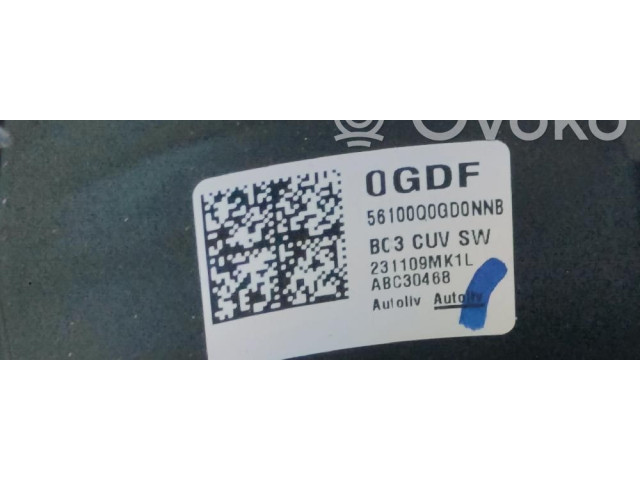 Ovoko
0GDF
56100Q0GD0NNB
BC3 CUV SW
231109MK1L
ABC30468
Autoliv Autoliv